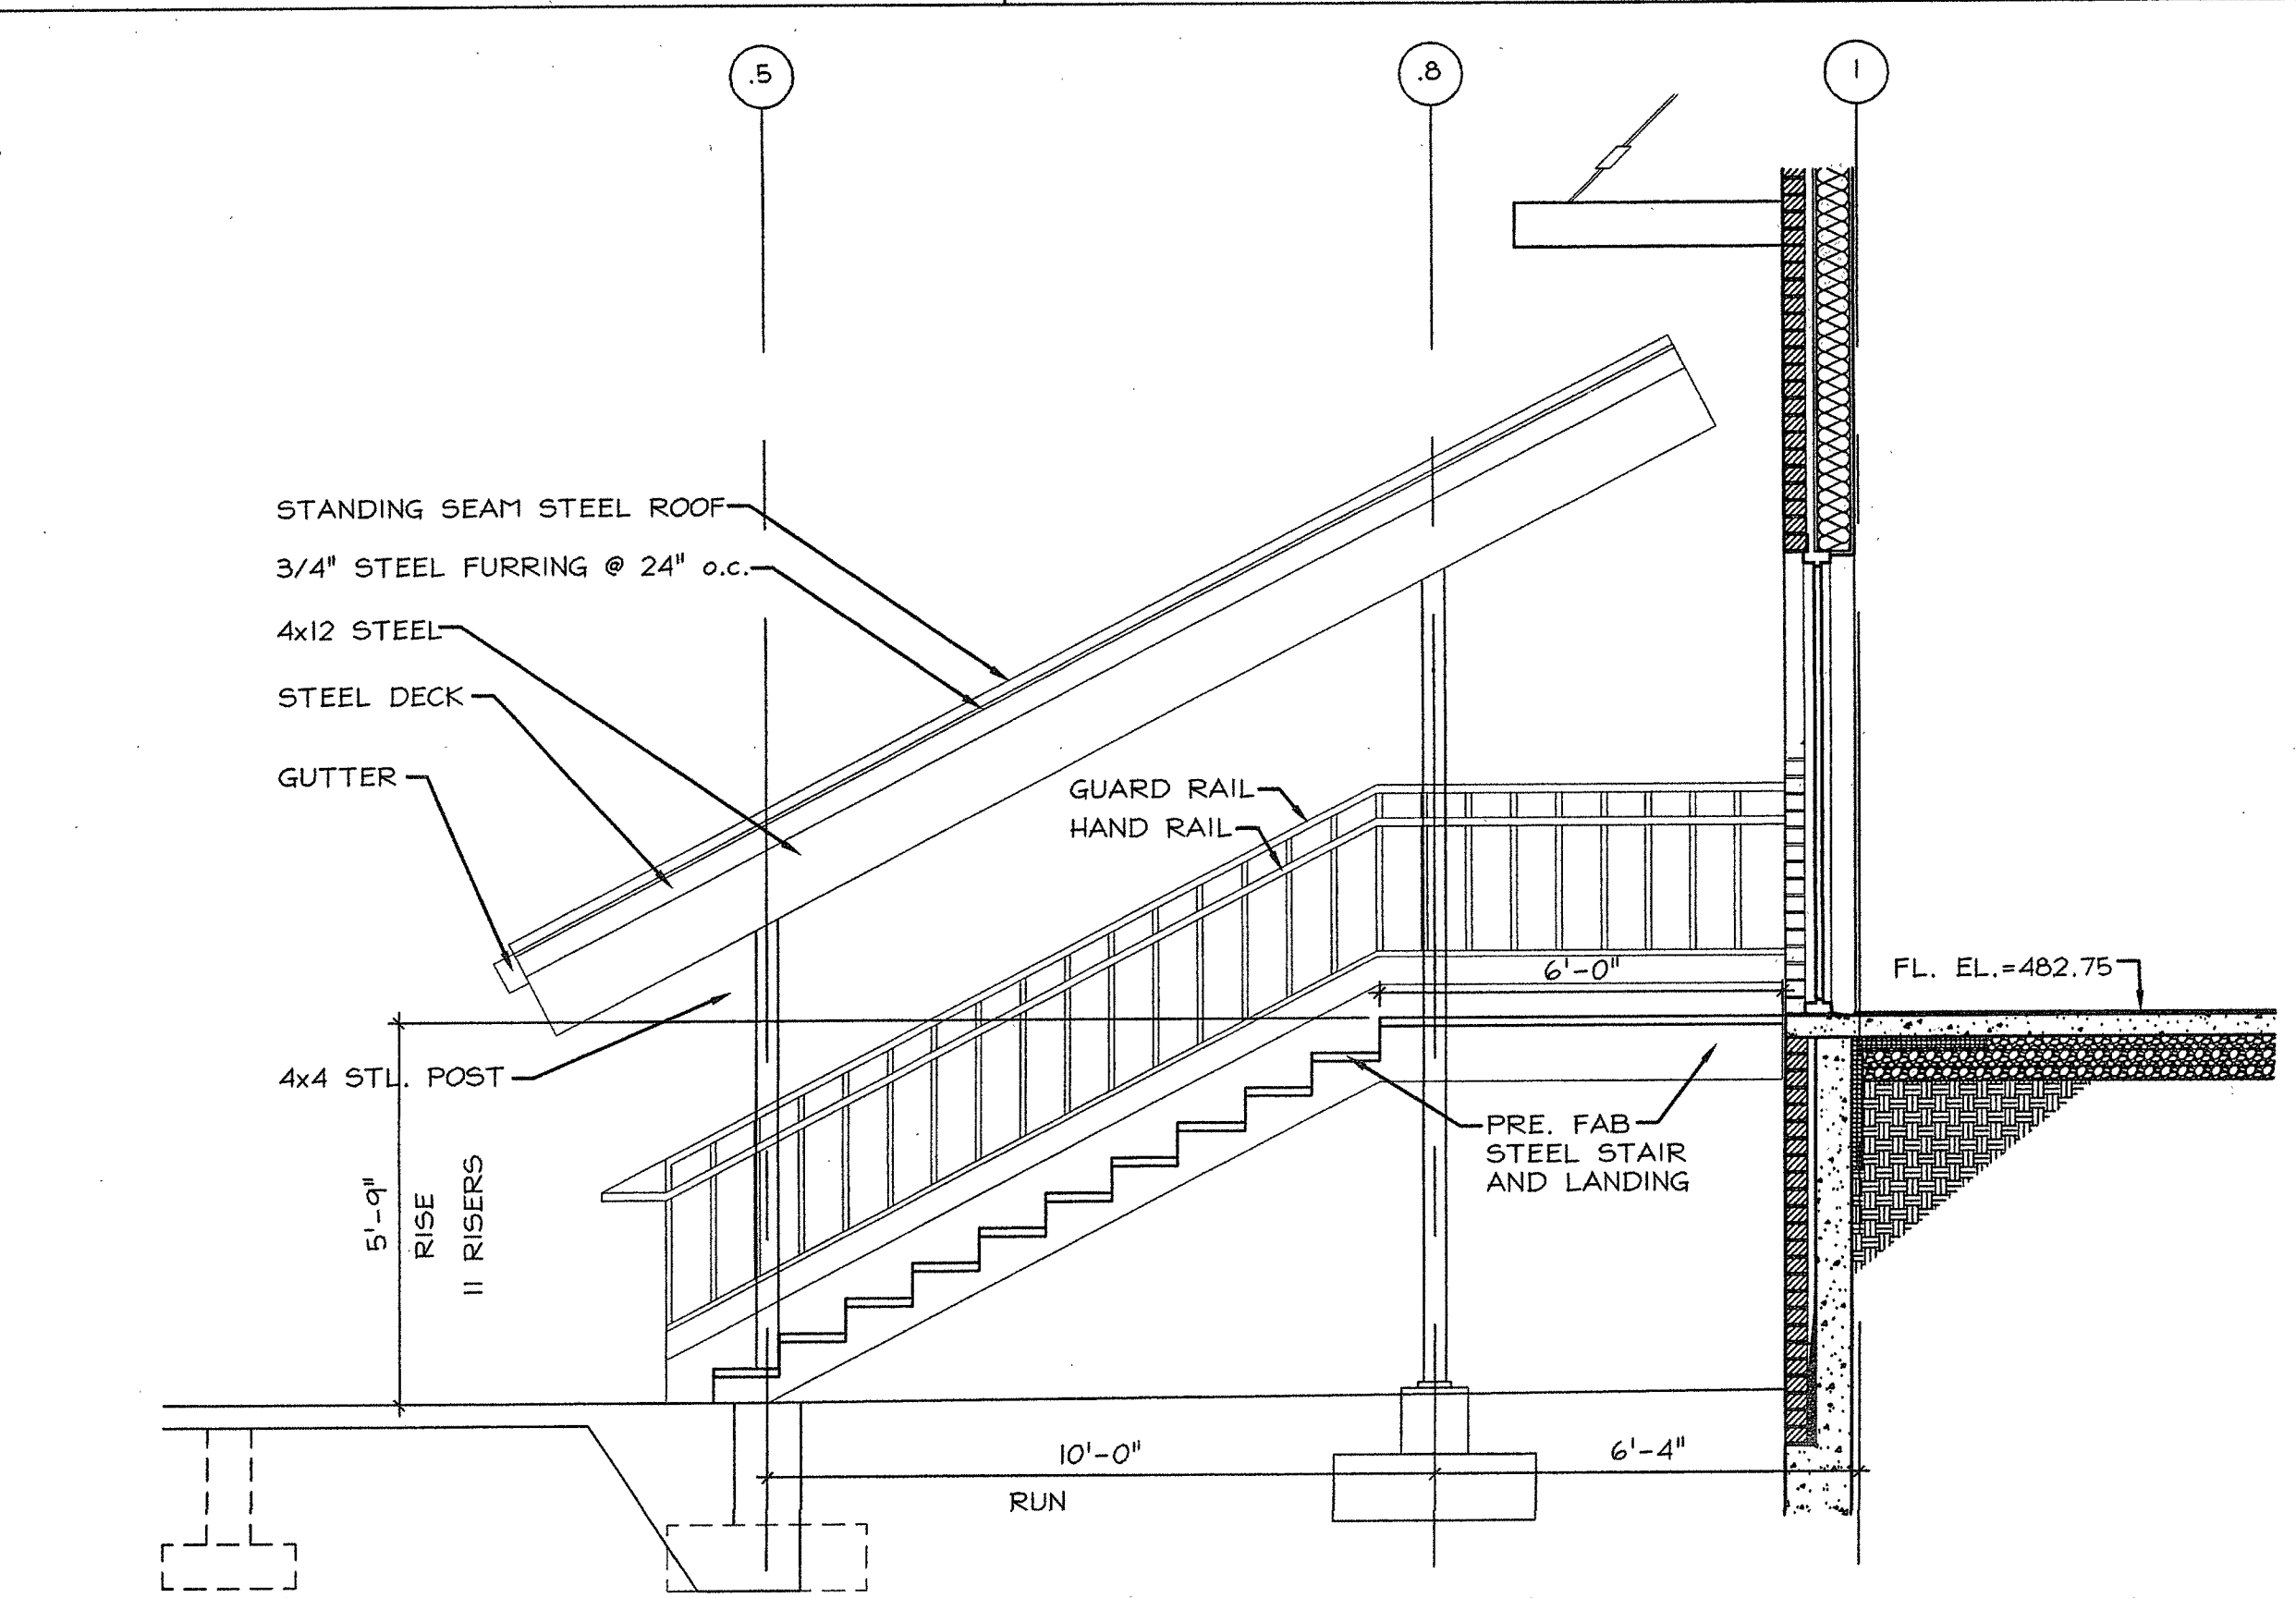 .5
.8
1
STANDING SEAM STEEL ROOF
3/4" STEEL FURRING @ 24" o.c.
4x12 STEEL
STEEL DECK
GUTTER
GUARD RAIL
HAND RAIL
6'-0"
FL. EL.=482.75
4x4 STL. POST
PRE. FAB
STEEL STAIR
AND LANDING
5'-9"
RISE
11 RISERS
10'-0"
RUN
6'-4"